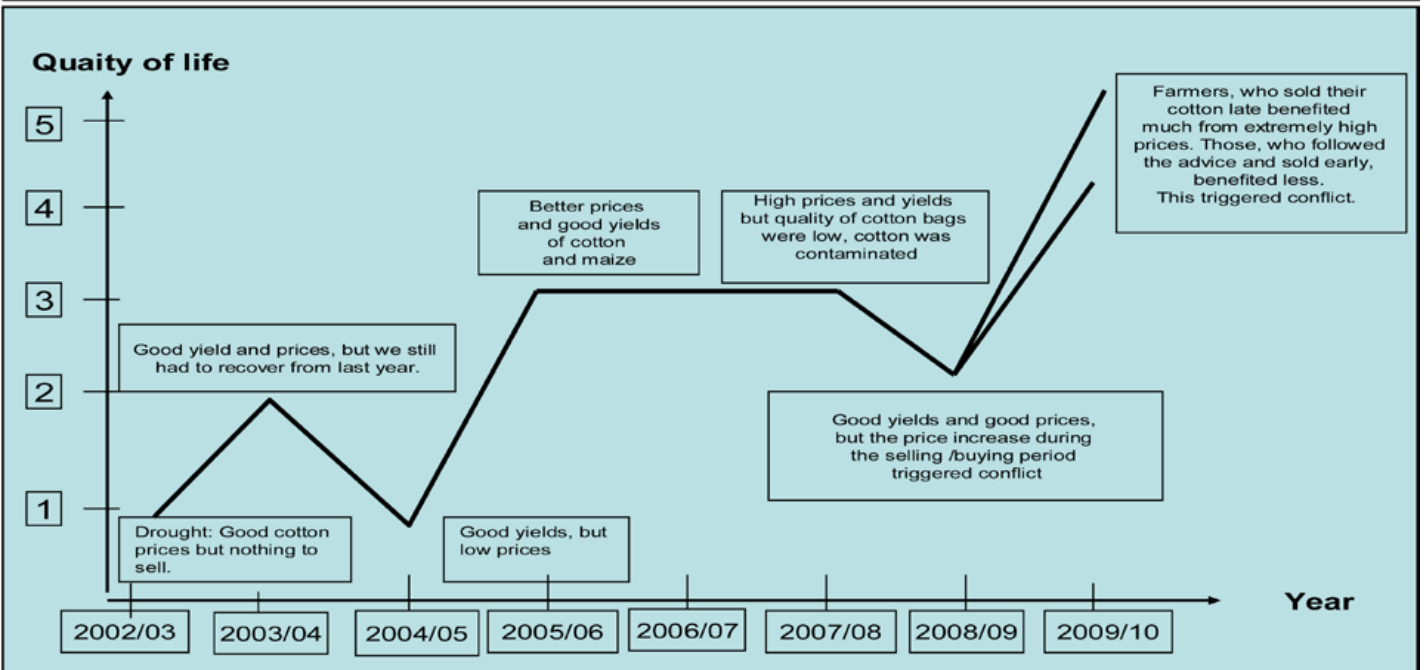 Quaity of life
5
4
3
2
1
Farmers, who sold their
cotton late benefited
much from extremely high
prices. Those, who followed
the advice and sold early,
benefited less.
This triggered conflict.
Better prices
and good yields
of cotton
and maize
High prices and yields
but quality of cotton bags
were low, cotton was
contaminated
Good yield and prices, but we still
had to recover from last year.
Good yields and good prices,
but the price increase during
the selling /buying period
triggered conflict
Drought: Good cotton
prices but nothing to
sell.
Good yields, but
low prices
Year
2002/03
2003/04
2004/05
2005/06
2006/07
2007/08
2008/09
2009/10